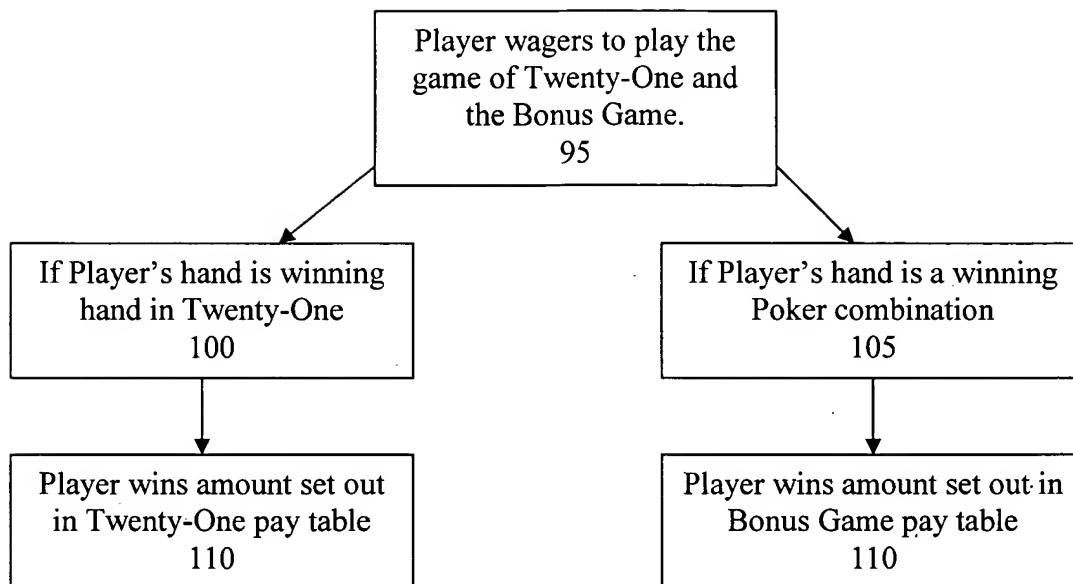 Player wagers to play the
game of Twenty-One and
the Bonus Game.
95
If Player's hand is winning
hand in Twenty-One
100
If Player's hand is a winning
Poker combination
105
Player wins amount set out
in Twenty-One pay table
110
Player wins amount set out in
Bonus Game pay table
110